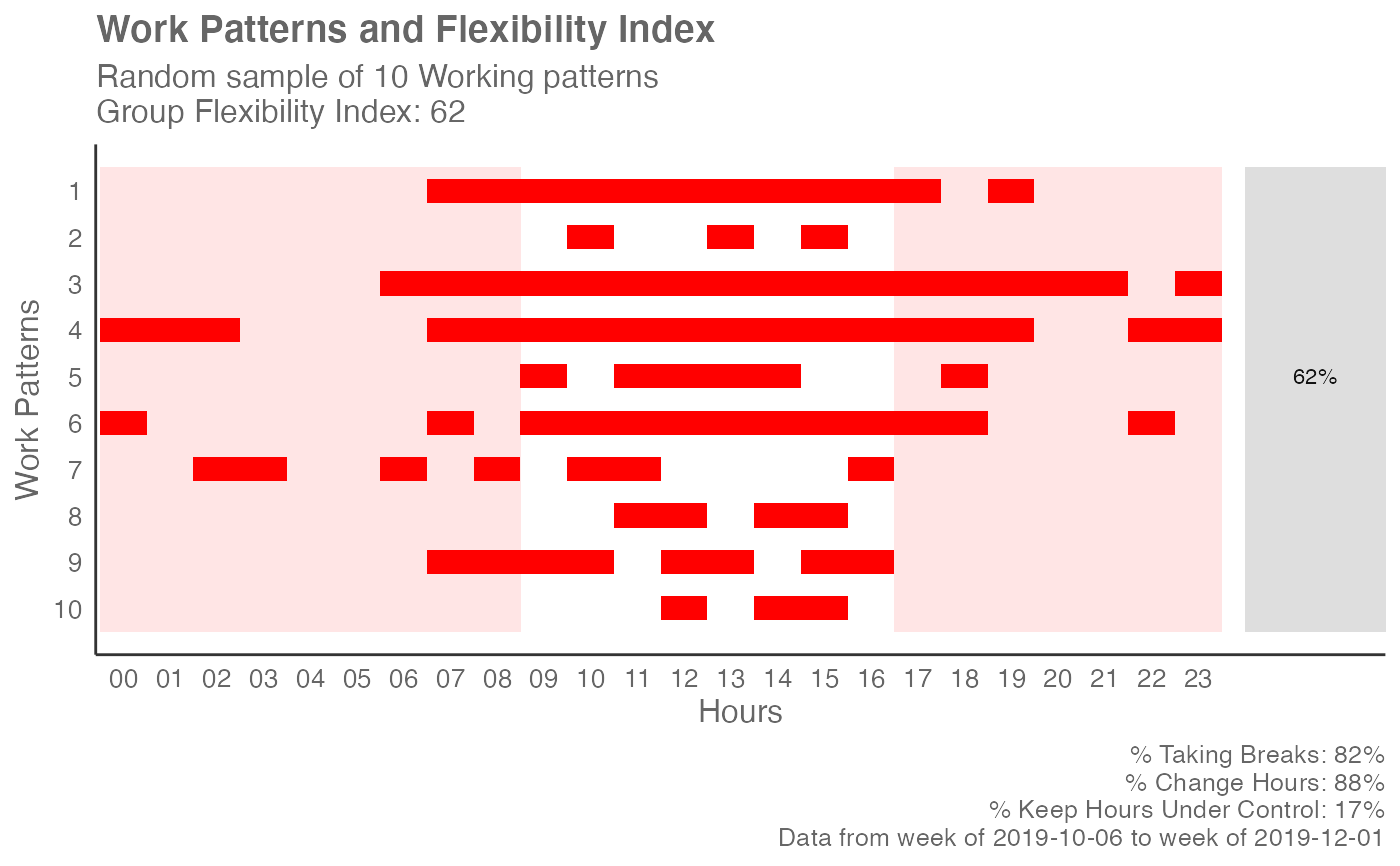 Work Patterns and Flexibility Index
Random sample of 10 Working patterns
Group Flexibility Index: 62
Work Patterns
1
2
3
4
5
6
7
8
9
10
62%
00 01 02 03 04 05 06 07 08 09 10 11 12 13 14 15 16 17 18 19 20 21 22 23
Hours
% Taking Breaks: 82%
% Change Hours: 88%
% Keep Hours Under Control: 17%
Data from week of 2019-10-06 to week of 2019-12-01